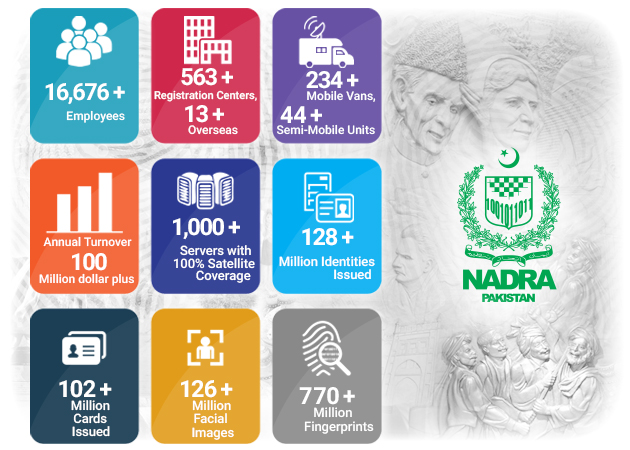 16,676 +
Employees
563 +
Registration Centers,
13 +
Overseas
234 +
Mobile Vans,
44 +
Semi-Mobile Units
Annual Turnover
100
Million dollar plus
1,000 +
Servers with
100% Satellite
Coverage
128 +
Million Identities
Issued
102 +
Million
Cards
Issued
126 +
Million
Facial
Images
770 +
Million
Fingerprints
100101101
NADRA
PAKISTAN